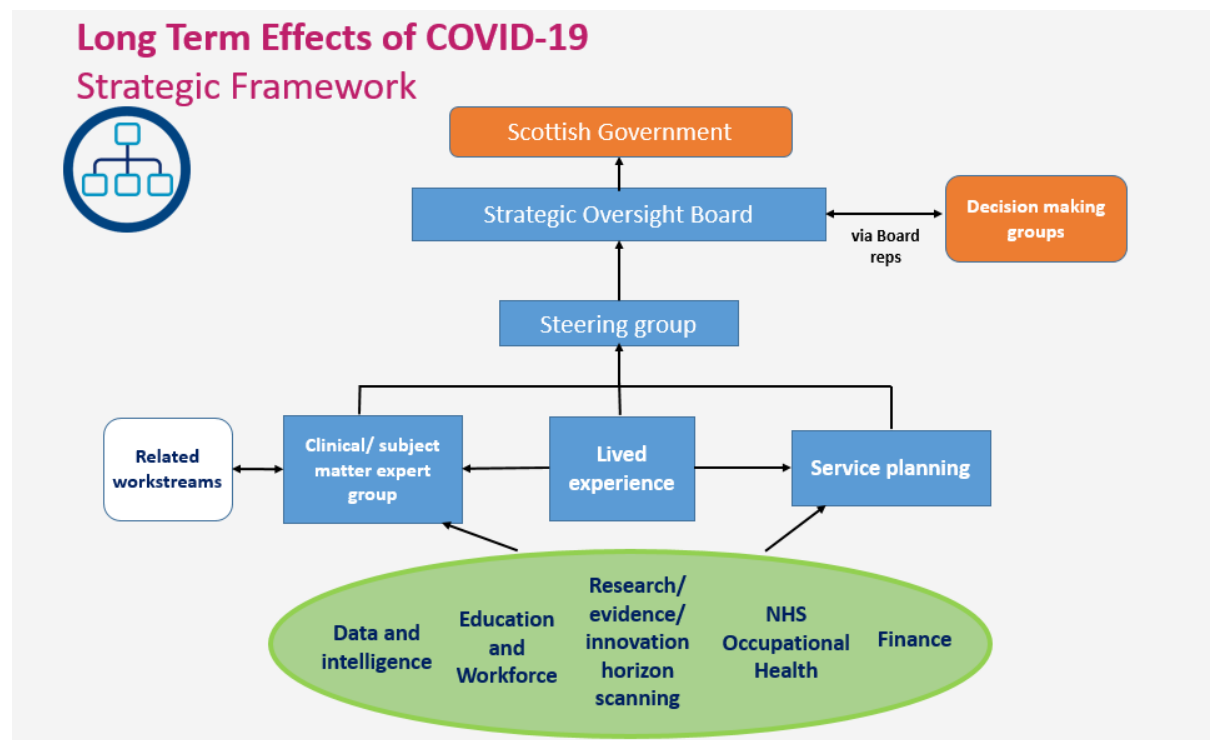 Long Term Effects of COVID-19
Strategic Framework
Scottish Government
Strategic Oversight Board
Decision making
groups
via Board
reps
Steering group
Related
workstreams
Clinical/ subject
matter expert
group
Lived
experience
Service planning
Data and
intelligence
Education
and
Workforce
Research/
evidence/
innovation
horizon
scanning
NHS
Occupational
Health
Finance